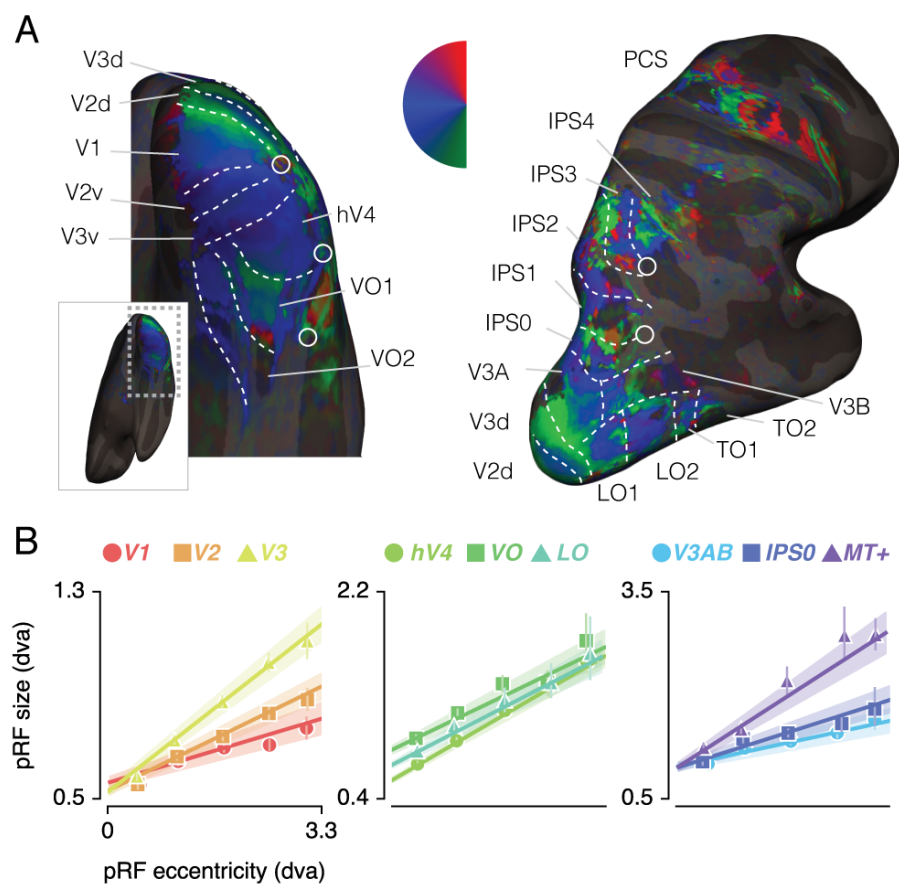 A
V3d
V2d
V1
V2v
V3v
hV4
VO1
VO2
PCS
IPS4
IPS3
IPS2
IPS1
IPS0
V3A
V3d
V2d
V3B
TO2
TO1
LO2
LO1
B
V1 V2 V3
hV4 VO LO
V3AB IPS0 MT+
pRF size (dva)
1.3
0.5
0
3.3
pRF eccentricity (dva)
2.2
0.4
3.5
0.5